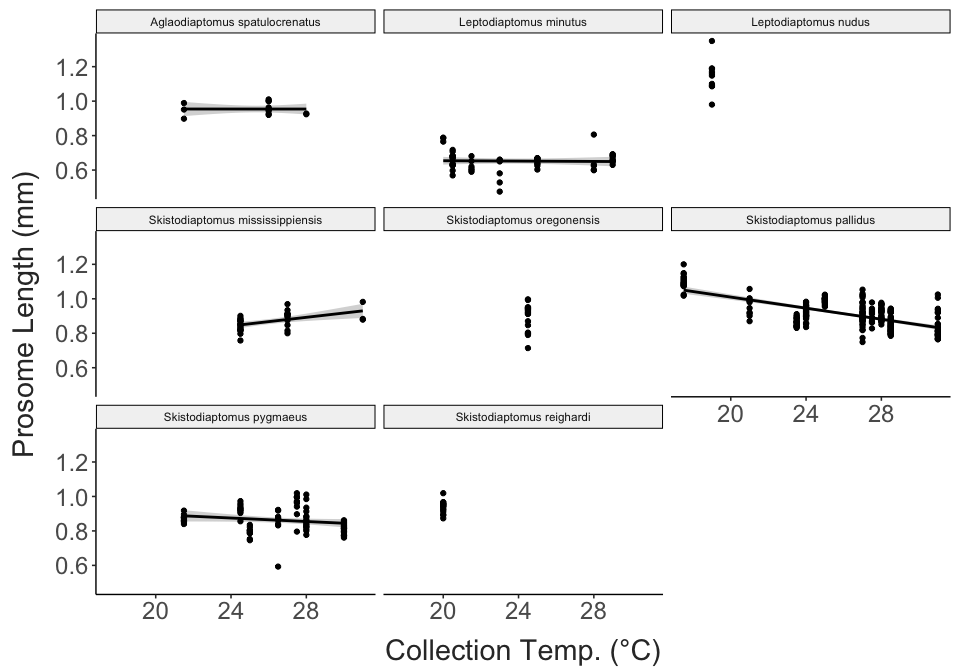 Aglaodiaptomus spatulocrenatus
Leptodiaptomus minutus
Leptodiaptomus nudus
1.2
1.0
0.8
0.6
Skistodiaptomus mississippiensis
Skistodiaptomus oregonensis
Skistodiaptomus pallidus
1.2
1.0
0.8
0.6
20 24 28
Skistodiaptomus pygmaeus
Skistodiaptomus reighardi
1.2
1.0
0.8
0.6
20 24 28
20 24 28
Prosome Length (mm)
Collection Temp. (°C)